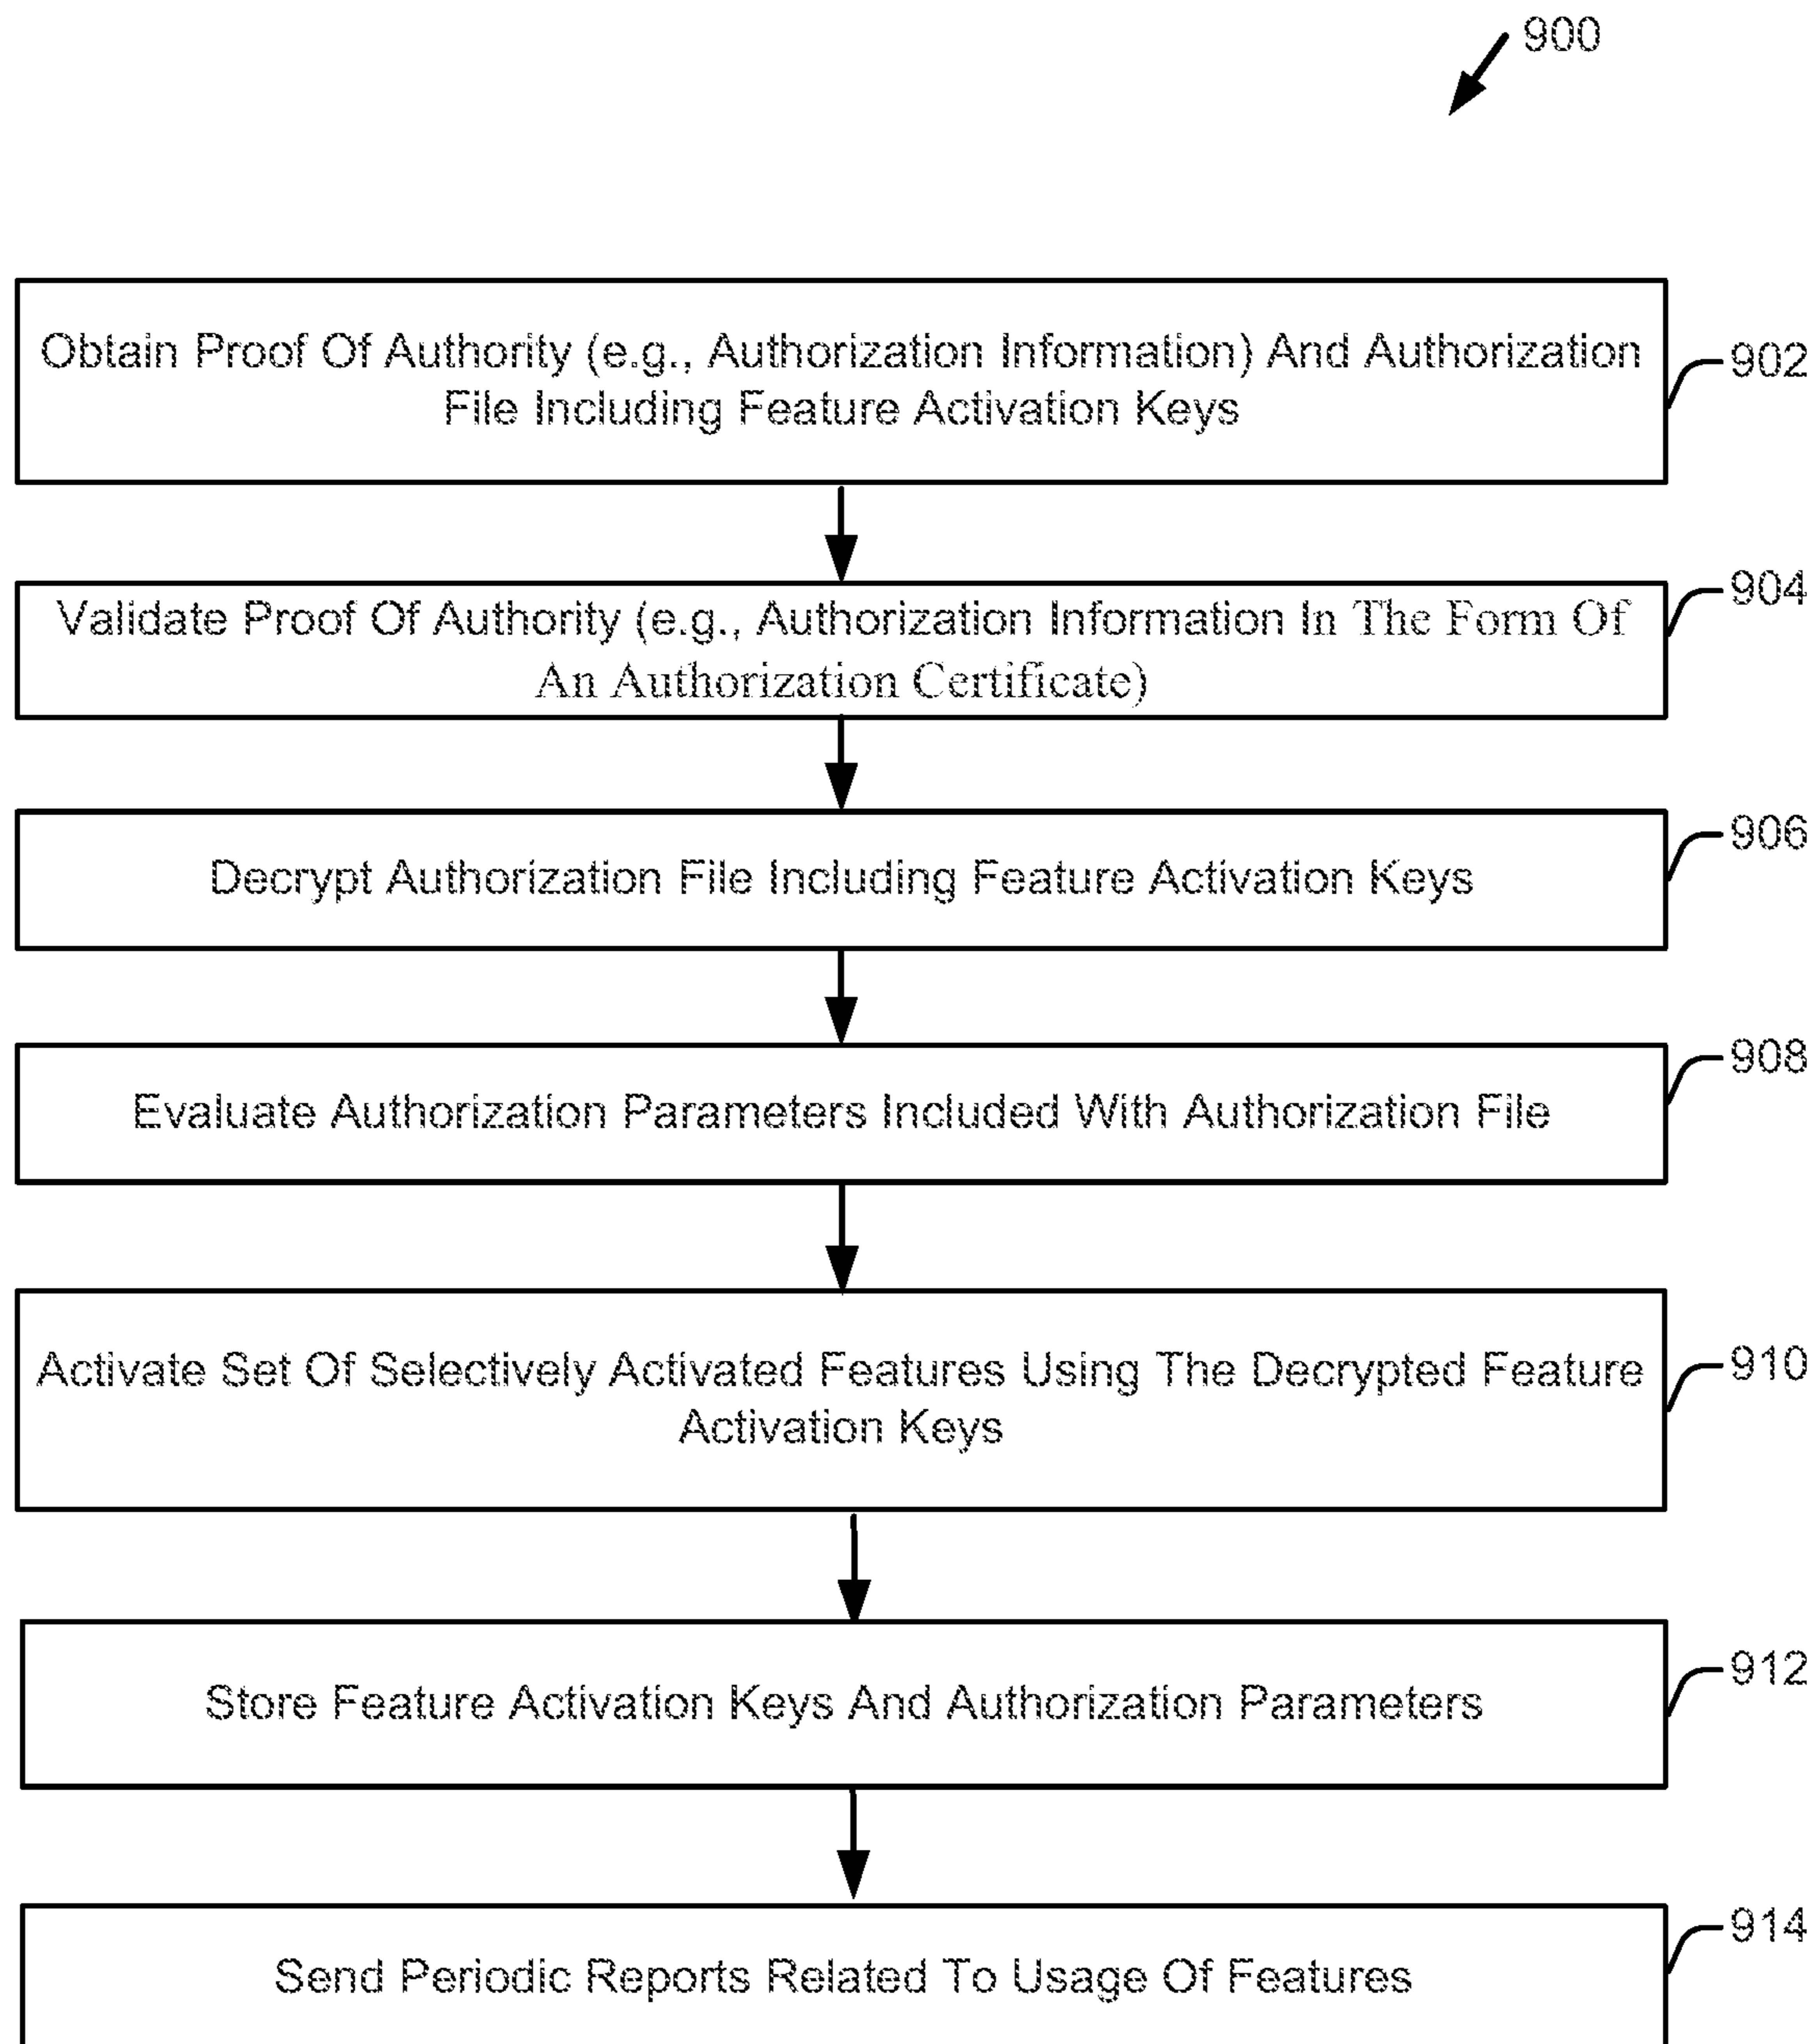 900
Obtain Proof Of Authority (e.g., Authorization Information) And Authorization
File Including Feature Activation Keys
902
Validate Proof Of Authority (e.g., Authorization Information In The Form Of
An Authorization Certificate)
904
Decrypt Authorization File Including Feature Activation Keys
906
Evaluate Authorization Parameters Included With Authorization File
908
Activate Set Of Selectively Activated Features Using The Decrypted Feature
Activation Keys
910
Store Feature Activation Keys And Authorization Parameters
912
Send Periodic Reports Related To Usage Of Features
914